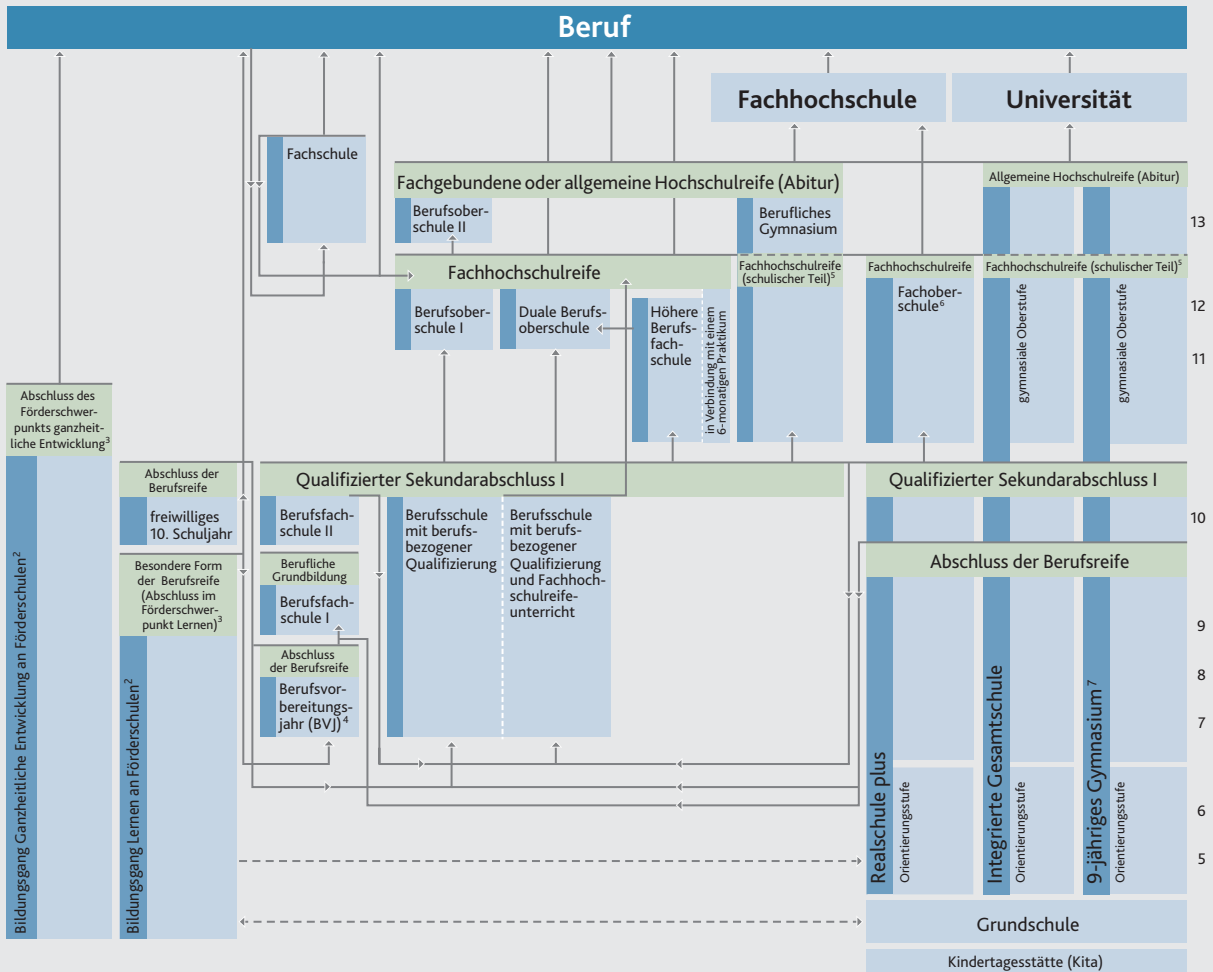 Beruf
Fachhochschule
Universität
Fachschule
Fachgebundene oder allgemeine Hochschulreife (Abitur)
Allgemeine Hochschulreife (Abitur)
Berufsober-
schule II
Berufliches
Gymnasium
13
Fachhochschulreife
Fachhochschulreife
(schulischer Teil)⁵
Fachhochschulreife
Fachhochschulreife (schulischer Teil)⁵
Berufsober-
schule I
Duale Berufs-
oberschule
Höhere
Berufs-
fach-
schule
in Verbindung mit einem
6-monatigen Praktikum
Fachober-
schule⁶
gymnasiale Oberstufe
gymnasiale Oberstufe
12
11
Abschluss des
Förderschwer-
punkts ganzheit-
liche Entwicklung³
Bildungsgang Ganzheitliche Entwicklung an Förderschulen²
Abschluss der
Berufsreife
freiwilliges
10. Schuljahr
Besondere Form
der Berufsreife
(Abschluss im
Förderschwer-
punkt Lernen)³
Bildungsgang Lernen an Förderschulen²
Qualifizierter Sekundarabschluss I
Berufsfach-
schule II
Berufliche
Grundbildung
Berufsfach-
schule I
Abschluss
der Berufsreife
Berufsvor-
bereitungs-
jahr (BVJ)⁴
Berufsschule
mit berufs-
bezogener
Qualifizierung
Berufsschule
mit berufs-
bezogener
Qualifizierung
und Fachhoch-
schulreife-
unterricht
Qualifizierter Sekundarabschluss I
10
Abschluss der Berufsreife
9
8
7
Realschule plus
Orientierungsstufe
Integrierte Gesamtschule
Orientierungsstufe
9-jähriges Gymnasium⁷
Orientierungsstufe
6
5
Grundschule
Kindertagesstätte (Kita)